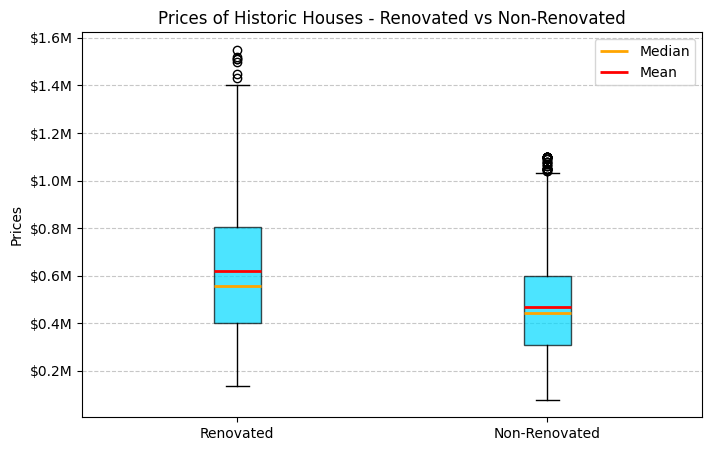 Prices of Historic Houses - Renovated vs Non-Renovated
$1.6M
$1.4M
$1.2M
$1.0M
$0.8M
$0.6M
$0.4M
$0.2M
Prices
Median
Mean
Renovated
Non-Renovated